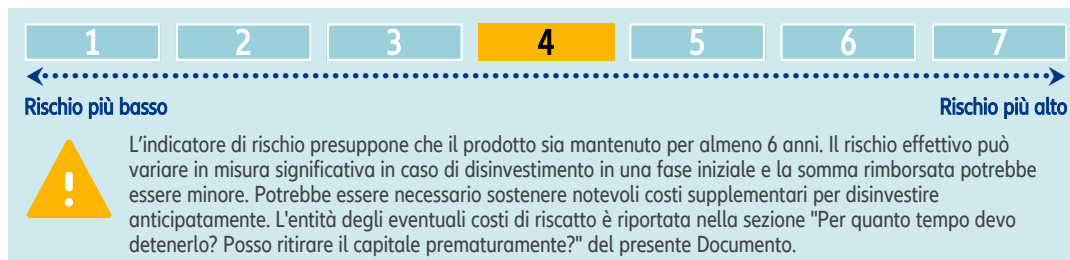 1 2 3 4 5 6 7
Rischio più basso Rischio più alto
L'indicatore di rischio presuppone che il prodotto sia mantenuto per almeno 6 anni. Il rischio effettivo può
variare in misura significativa in caso di disinvestimento in una fase iniziale e la somma rimborsata potrebbe
essere minore. Potrebbe essere necessario sostenere notevoli costi supplementari per disinvestire
anticipatamente. L'entità degli eventuali costi di riscatto è riportata nella sezione "Per quanto tempo devo
detenerlo? Posso ritirare il capitale prematuramente?" del presente Documento.